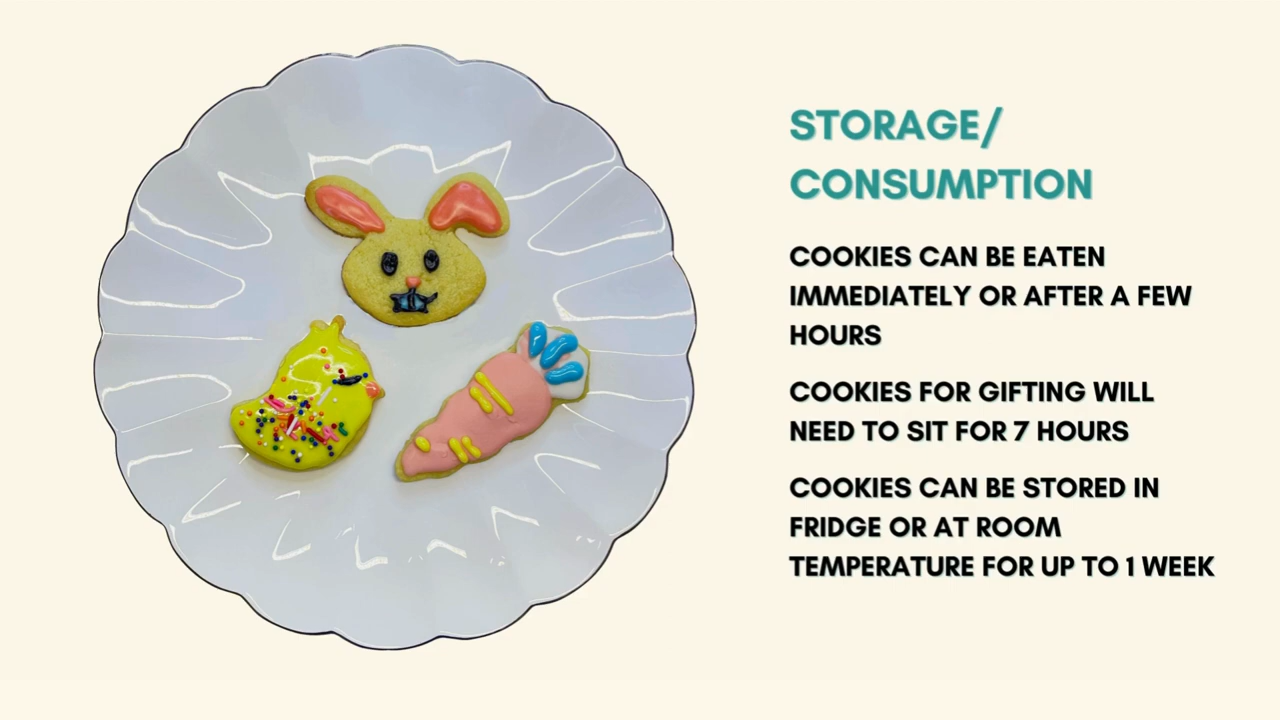 STORAGE/
CONSUMPTION
COOKIES CAN BE EATEN
IMMEDIATELY OR AFTER A FEW
HOURS
COOKIES FOR GIFTING WILL
NEED TO SIT FOR 7 HOURS
COOKIES CAN BE STORED IN
FRIDGE OR AT ROOM
TEMPERATURE FOR UP TO 1 WEEK